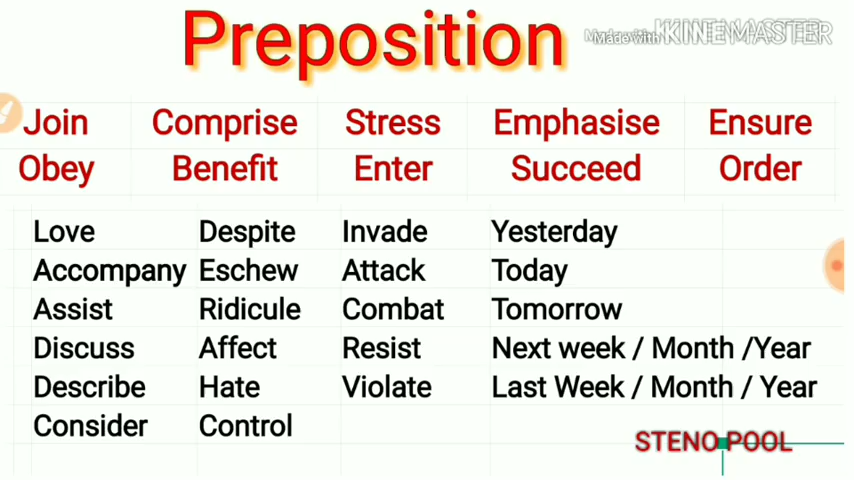 Preposition
Made with KINEMASTER
Join Comprise Stress Emphasise Ensure
Obey Benefit Enter Succeed Order
Love Despite Invade Yesterday
Accompany Eschew Attack Today
Assist Ridicule Combat Tomorrow
Discuss Affect Resist Next week / Month /Year
Describe Hate Violate Last Week / Month / Year
Consider Control
STENO POOL